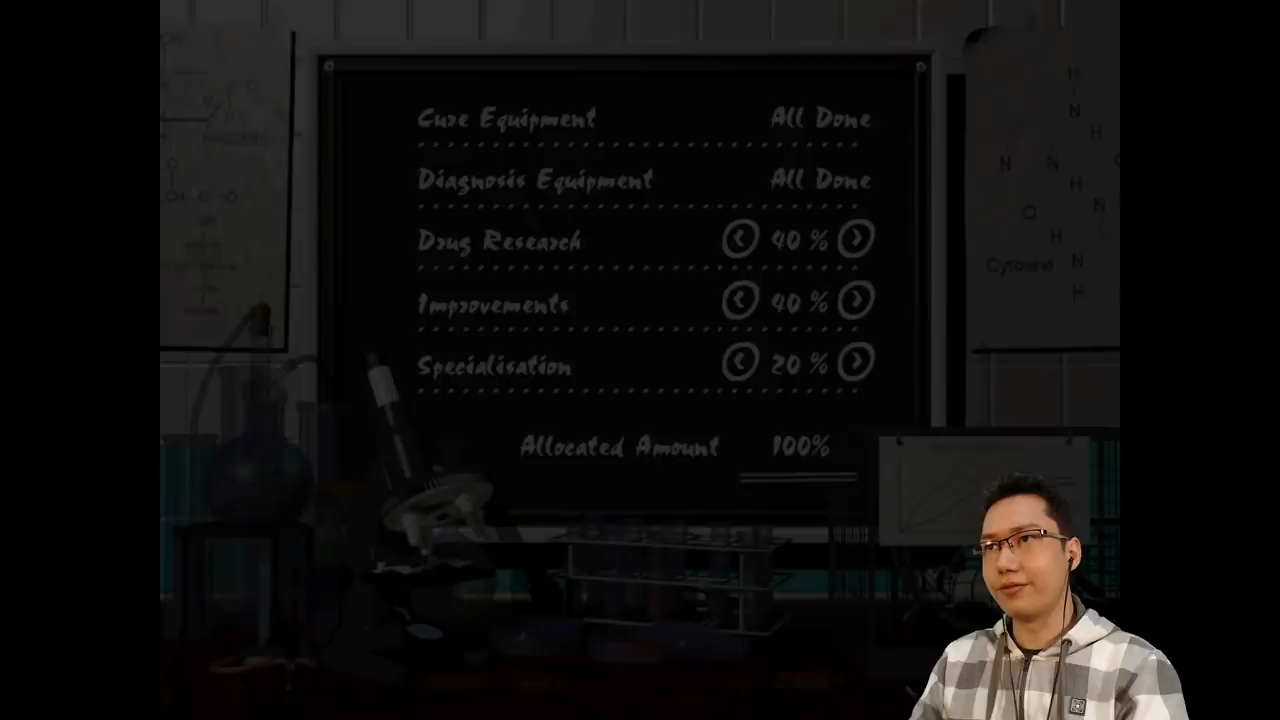 Cure Equipment All Done
Diagnosis Equipment All Done
Drug Research 40 %
Improvements 40 %
Specialisation 20 %
Allocated Amount 100%
H
N
H
N N
H
N
O
H
Cytosine N
H